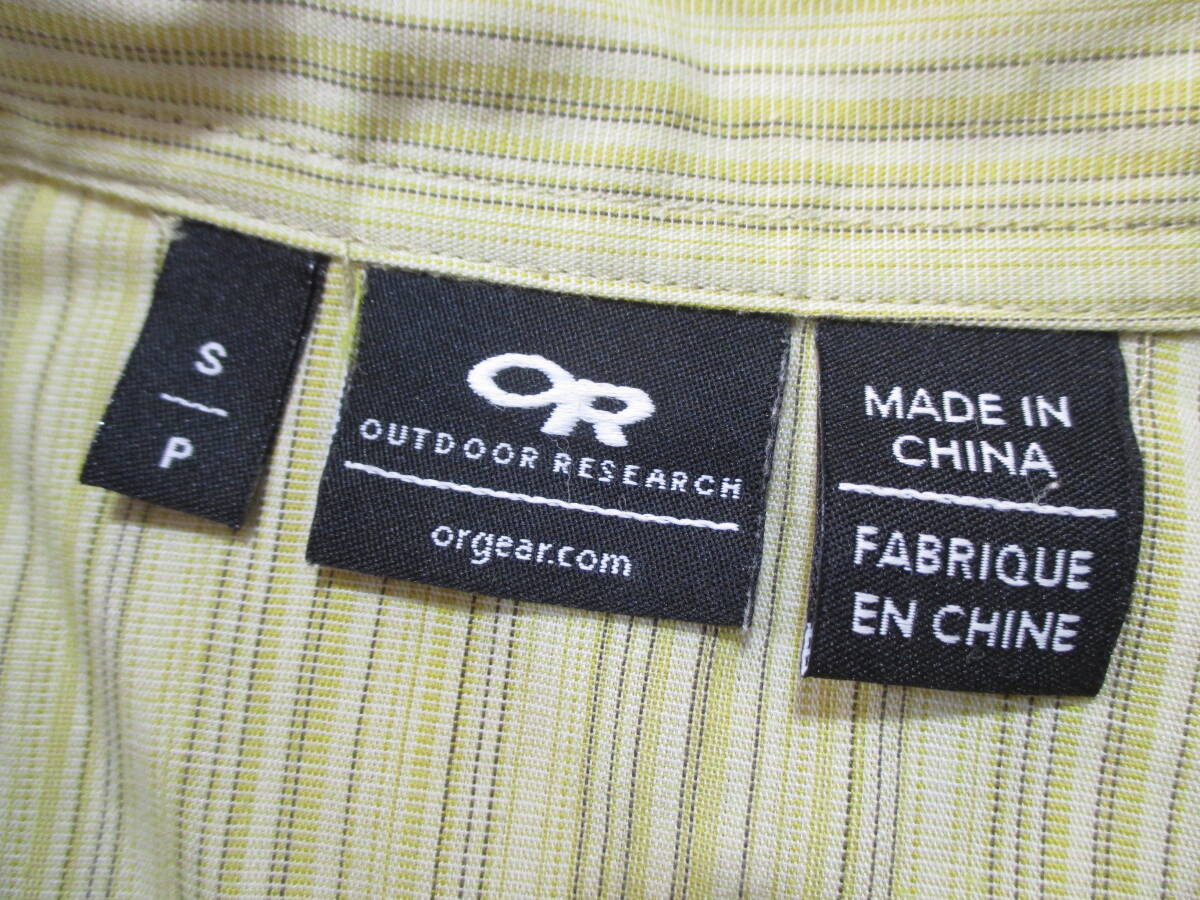 S
P
OR
OUTDOOR RESEARCH
orgear.com
MADE IN
CHINA
FABRIQUE
EN CHINE